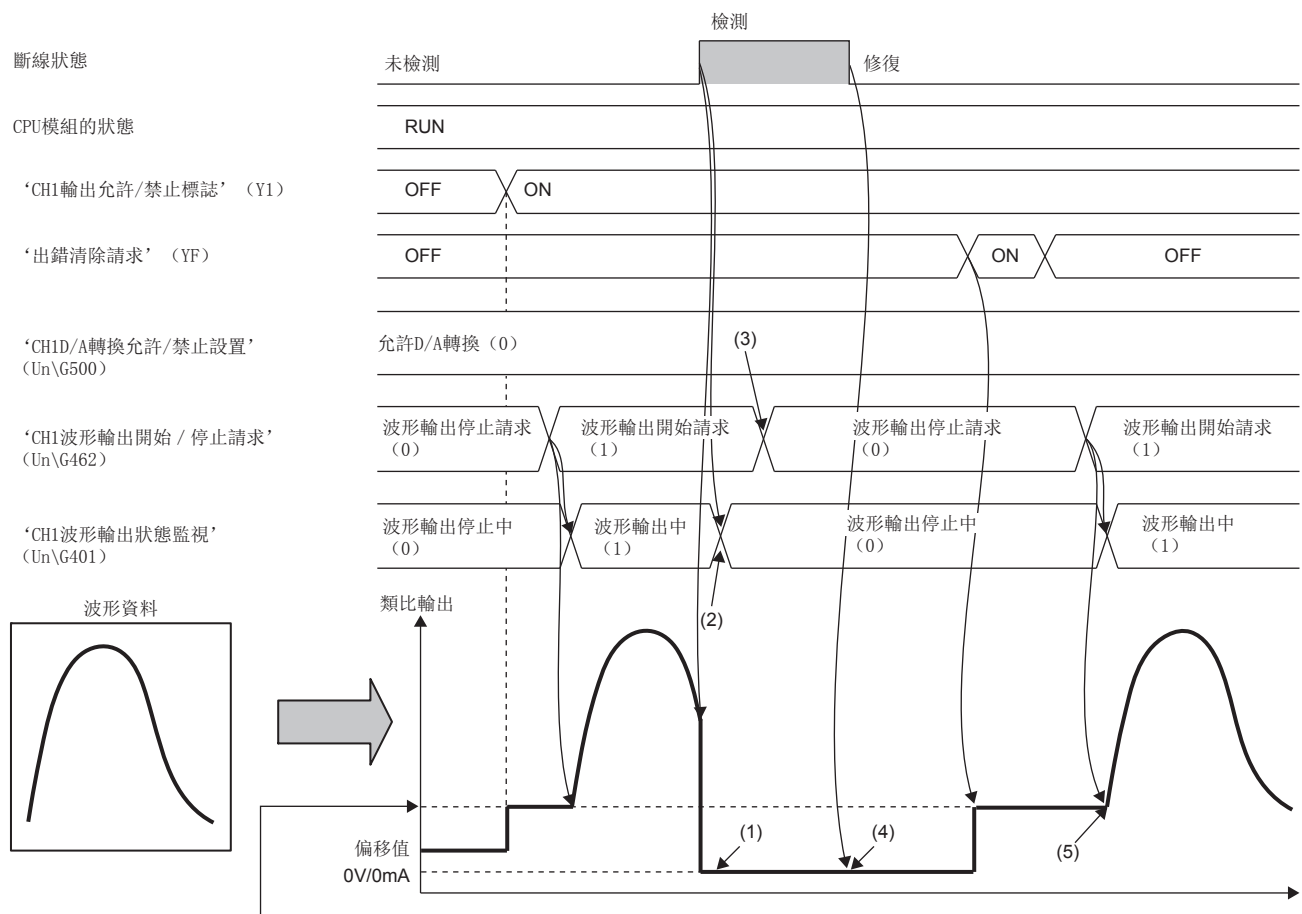 檢測
斷線狀態
未檢測
修復
CPU模組的狀態
RUN
‘CH1輸出允許/禁止標誌’（Y1）
OFF
ON
‘出錯清除請求’（YF）
OFF
ON
OFF
‘CH1D/A轉換允許/禁止設置’
（Un\G500）
允許D/A轉換（0）
(3)
‘CH1波形輸出開始／停止請求’
（Un\G462）
波形輸出停止請求
（0）
波形輸出開始請求
（1）
波形輸出停止請求
（0）
波形輸出開始請求
（1）
‘CH1波形輸出狀態監視’
（Un\G401）
波形輸出停止中
（0）
波形輸出中
（1）
波形輸出停止中
（0）
波形輸出中
（1）
(2)
波形資料
類比輸出
偏移值
0V/0mA
(1)
(4)
(5)